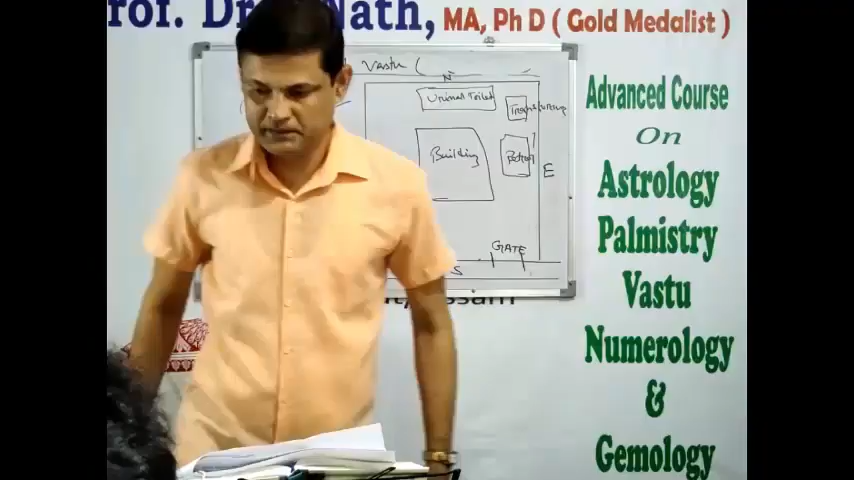 rof. Dr. Nath, MA, Ph D ( Gold Medalist )
Vastu (
N
Urinal Toilet
Building
E
GATE
S
Advanced Course
On
Astrology
Palmistry
Vastu
Numerology
&
Gemology